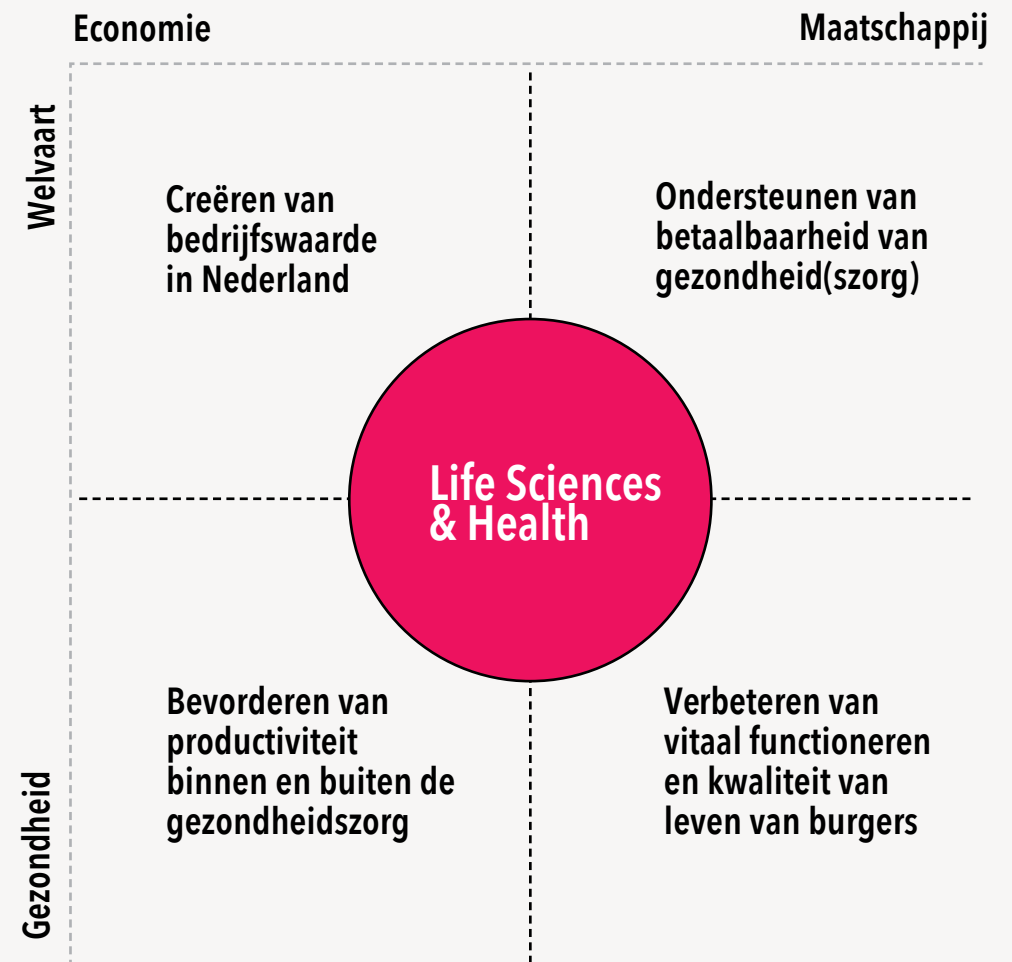 Economie
Maatschappij
Welvaart
Creëren van
bedrijfswaarde
in Nederland
Ondersteunen van
betaalbaarheid van
gezondheid(szorg)
Life Sciences
& Health
Gezondheid
Bevorderen van
productiviteit
binnen en buiten de
gezondheidszorg
Verbeteren van
vitaal functioneren
en kwaliteit van
leven van burgers